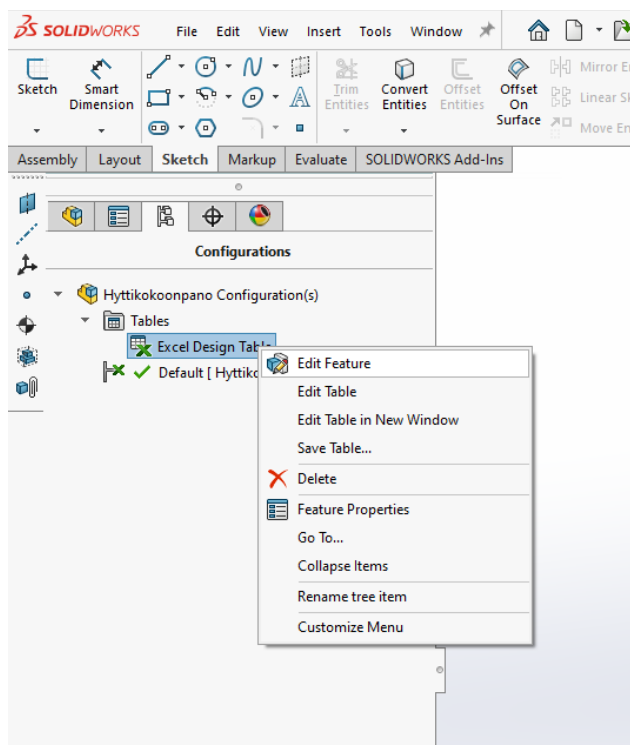 SOLIDWORKS File Edit View Insert Tools Window
Sketch Smart Dimension Trim Entities Convert Entities Offset Entities Offset On Surface
Mirror En
Linear Sk
Move En
Assembly Layout Sketch Markup Evaluate SOLIDWORKS Add-Ins
Configurations
Hyttikokoonpano Configuration(s)
Tables
Excel Design Table
Default [ Hyttiko
Edit Feature
Edit Table
Edit Table in New Window
Save Table...
Delete
Feature Properties
Go To...
Collapse Items
Rename tree item
Customize Menu